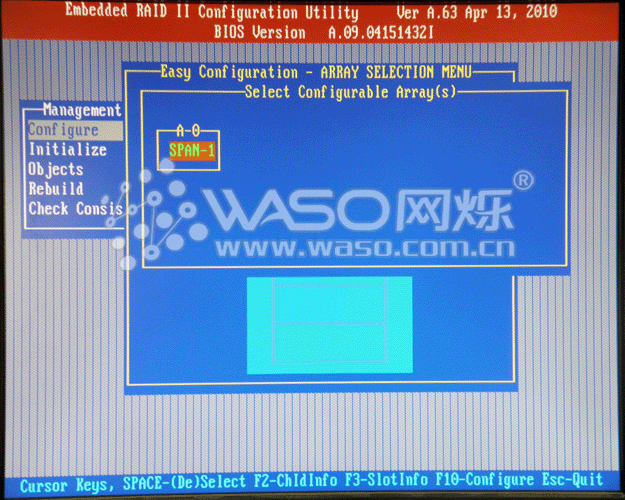 Embedded RAID II Configuration Utility Ver A.63 Apr 13, 2010
BIOS Version A.09.04151432I
Easy Configuration - ARRAY SELECTION MENU
Select Configurable Array(s)
Management
Configure
Initialize
Objects
Rebuild
Check Consis
A-0
SPAN-1
WASO网烁®
www.waso.com.cn
Cursor Keys, SPACE-(De)Select F2-ChldInfo F3-SlotInfo F10-Configure Esc-Quit